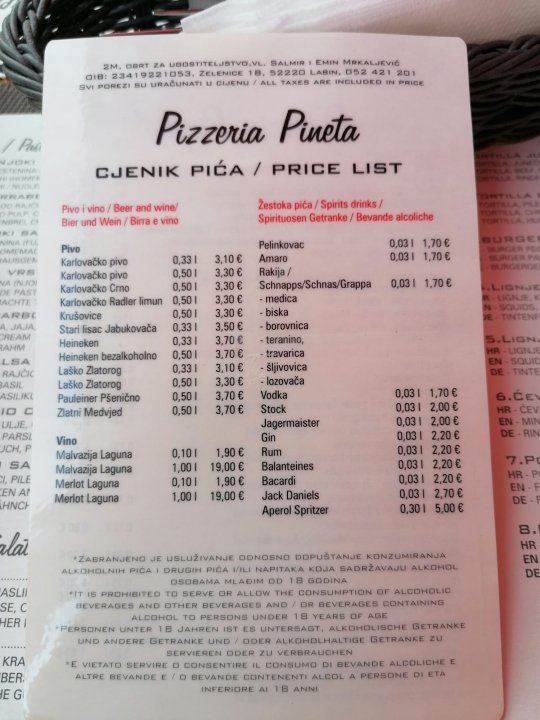 2M, obrt za ugostiteljstvo,vl. Salmir i Emin Mrkaljević
OIB: 23419221053, Zelenice 18, 52220 Labin, 052 421 201
Svi porezi su uračunati u cijenu / All taxes are included in price
Pizzeria Pineta
CJENIK PIĆA / PRICE LIST
Pivo i vino / Beer and wine/
Bier und Wein / Birra e vino
Pivo
Karlovačko pivo 0,33 l 3,10 €
Karlovačko pivo 0,50 l 3,30 €
Karlovačko Crno 0,50 l 3,30 €
Karlovačko Radler limun 0,50 l 3,30 €
Krušovice 0,50 l 3,30 €
Stari lisac Jabukovača 0,33 l 3,50 €
Heineken 0,33 l 3,70 €
Heineken bezalkoholno 0,50 l 3,70 €
Laško Zlatorog 0,33 l 3,10 €
Laško Zlatorog 0,50 l 3,30 €
Pauleiner Pšenično 0,50 l 3,70 €
Zlatni Medvjed 0,50 l 3,70 €
Vino
Malvazija Laguna 0,10 l 1,90 €
Malvazija Laguna 1,00 l 19,00 €
Merlot Laguna 0,10 l 1,90 €
Merlot Laguna 1,00 l 19,00 €
Žestoka pića / Spirits drinks /
Spirituosen Getranke / Bevande alcoliche
Pelinkovac 0,03 l 1,70 €
Amaro 0,03 l 1,70 €
Rakija /
Schnapps/Schnas/Grappa 0,03 l 1,70 €
- medica
- biska
- borovnica
- teranino,
- travarica
- šljivovica
- lozovača
Vodka 0,03 l 1,70 €
Stock 0,03 l 2,00 €
Jagermaister 0,03 l 2,00 €
Gin 0,03 l 2,20 €
Rum 0,03 l 2,20 €
Balanteines 0,03 l 2,20 €
Bacardi 0,03 l 2,20 €
Jack Daniels 0,03 l 2,70 €
Aperol Spritzer 0,30 l 5,00 €
*Zabranjeno je usluživanje odnosno dopuštanje konzumiranja
alkoholnih pića i drugih pića i/ili napitaka koja sadržavaju alkohol
osobama mlađim od 18 godina
*It is prohibited to serve or allow the consumption of alcoholic
beverages and other beverages and / or beverages containing
alcohol to persons under 18 years of age
*Personen unter 18 Jahren ist es untersagt, alkoholische Getranke
und andere Getranke und / oder alkoholhaltige Getranke zu
servieren oder zu verbrauchen
*E vietato servire o consentire il consumo di bevande alcoliche e
altre bevande e / o bevande contenenti alcol a persone di eta
inferiore ai 18 anni